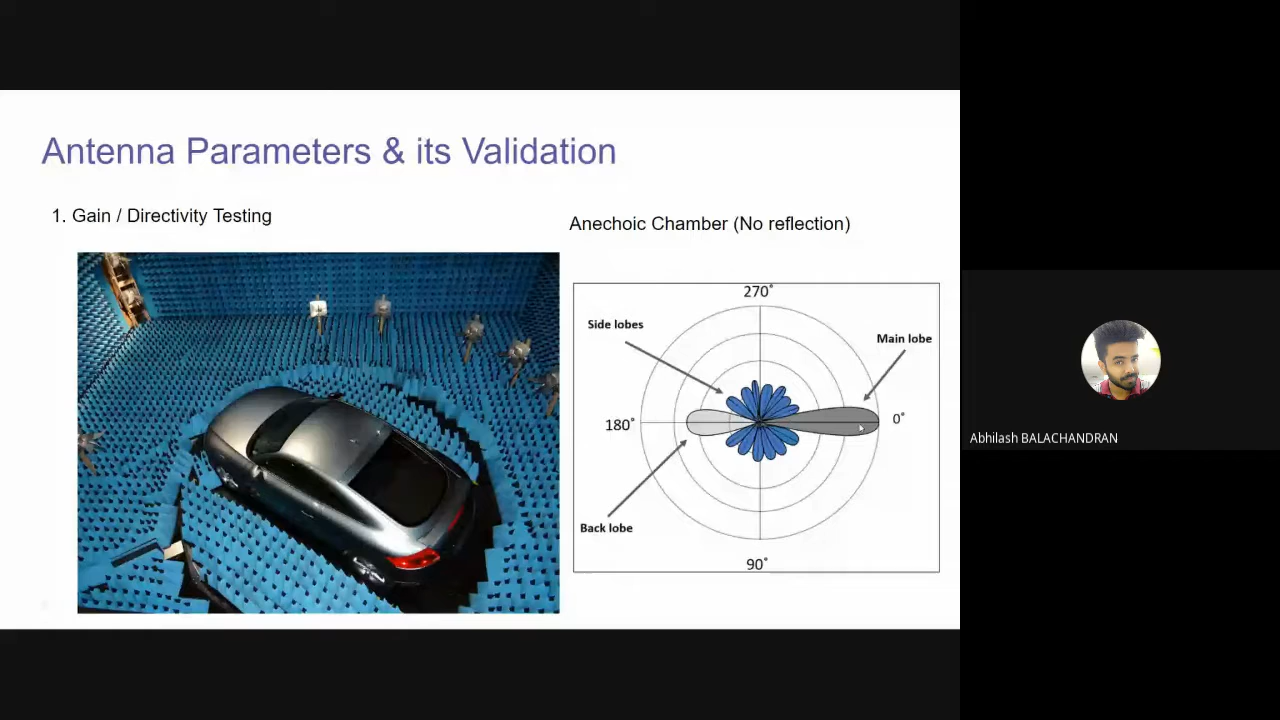 Antenna Parameters & its Validation
1. Gain / Directivity Testing
Anechoic Chamber (No reflection)
270°
Side lobes
Main lobe
180°
0°
Back lobe
90°
Abhilash BALACHANDRAN